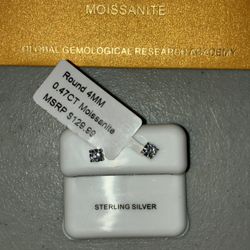 MOISSANITE
GLOBAL GEMOLOGICAL RESEARCH ACADEMY
Round 4MM
0.47CT Moissanite
MSRP $129.99
STERLING SILVER